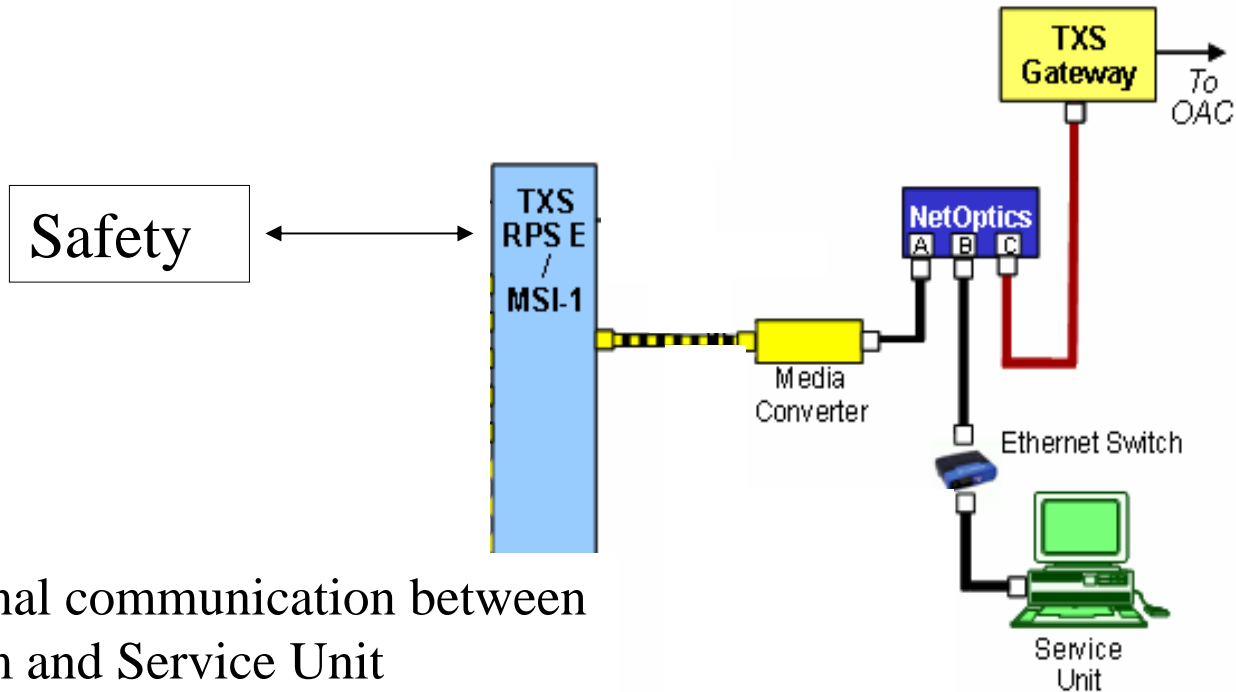 TXS
Gateway
To
OAC
Safety
TXS
RPS E
/
MSI-1
NetOptics
A B C
Media
Converter
Ethernet Switch
Service
Unit
nal communication between
n and Service Unit